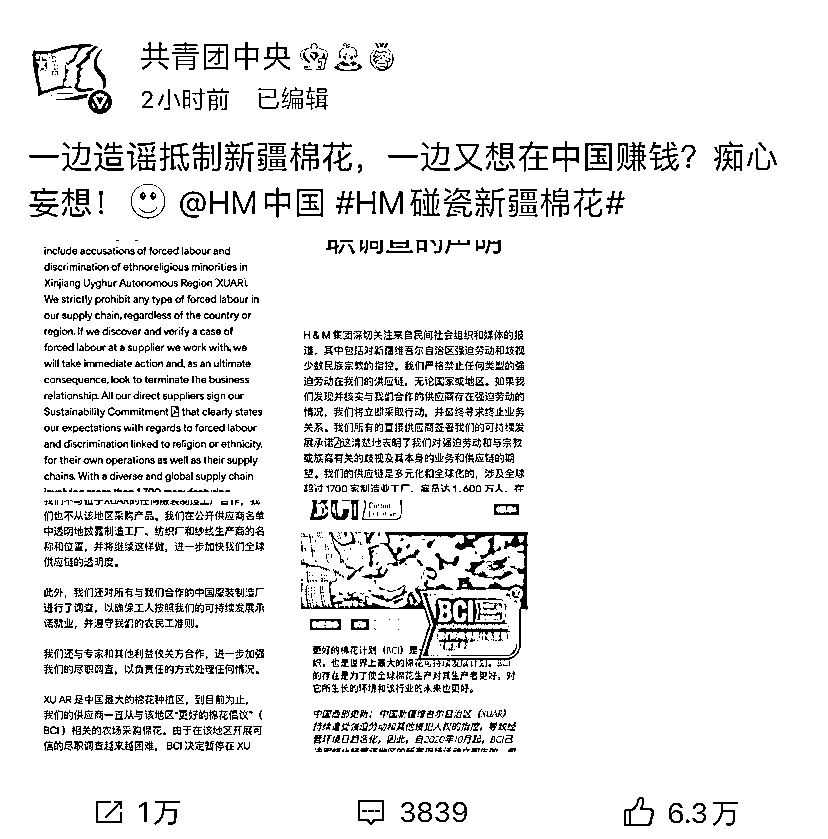 共青团中央
2小时前 已编辑
一边造谣抵制新疆棉花，一边又想在中国赚钱？痴心
妄想！ @HM中国 #HM碰瓷新疆棉花#
include accusations of forced labour and
discrimination of ethnoreligious minorities in
Xinjiang Uyghur Autonomous Region (XUAR).
We strictly prohibit any type of forced labour in
our supply chain, regardless of the country or
region. If we discover and verify a case of
forced labour at a supplier we work with, we
will take immediate action and, as an ultimate
consequence, look to terminate the business
relationship. All our direct suppliers sign our
Sustainability Commitment that clearly states
our expectations with regards to forced labour
and discrimination linked to religion or ethnicity,
for their own operations as well as their supply
chains. With a diverse and global supply chain
职调查的声明
H&M集团深切关注来自民间社会组织和媒体的报
道，其中包括对新疆维吾尔自治区强迫劳动和歧视
少数民族宗教的指控。我们严格禁止任何类型的强
迫劳动在我们的供应链，无论国家或地区。如果我
们发现并核实与我们合作的供应商存在强迫劳动的
情况，我们将立即采取行动，并最终寻求终止业务
关系。我们所有的直接供应商签署我们的可持续发
展承诺这清楚地表明了我们对强迫劳动和与宗教
或族裔有关的歧视及其本身的业务和供应链的期
望。我们的供应链是多元化和全球化的，涉及全球
超过1700家制造业工厂，雇员达1,600万人，在
们也不从该地区采购产品。我们在公开供应商名单
中透明地披露制造工厂、纺织厂和纱线生产商的名
称和位置，并将继续这样做，进一步加快我们全球
供应链的透明度。
此外，我们还对所有与我们合作的中国服装制造厂
进行了调查，以确保工人按照我们的可持续发展承
诺就业，并遵守我们的农民工准则。
我们还与专家和其他利益攸关方合作，进一步加强
我们的尽职调查，以负责任的方式处理任何情况。
XUAR是中国最大的棉花种植区，到目前为止，
我们的供应商一直从与该地区“更好的棉花倡议”（
BCI）相关的农场采购棉花。由于在该地区开展可
信的尽职调查越来越困难，BCI决定暂停在XU
BCI
BCI
更好的棉花计划（BCI）是
织，也是世界上最大的棉花可持续发展计划。BCI
的存在是为了使全球棉花生产对其生产者更好，对
它所生长的环境和该行业的未来也更好。
中国西部更新：中国新疆维吾尔自治区（XUAR）
持续遭受强迫劳动和其他侵犯人权的指控，导致经
营环境日益恶化，因此，自2020年10月起，BCI已
1万 3839 6.3万